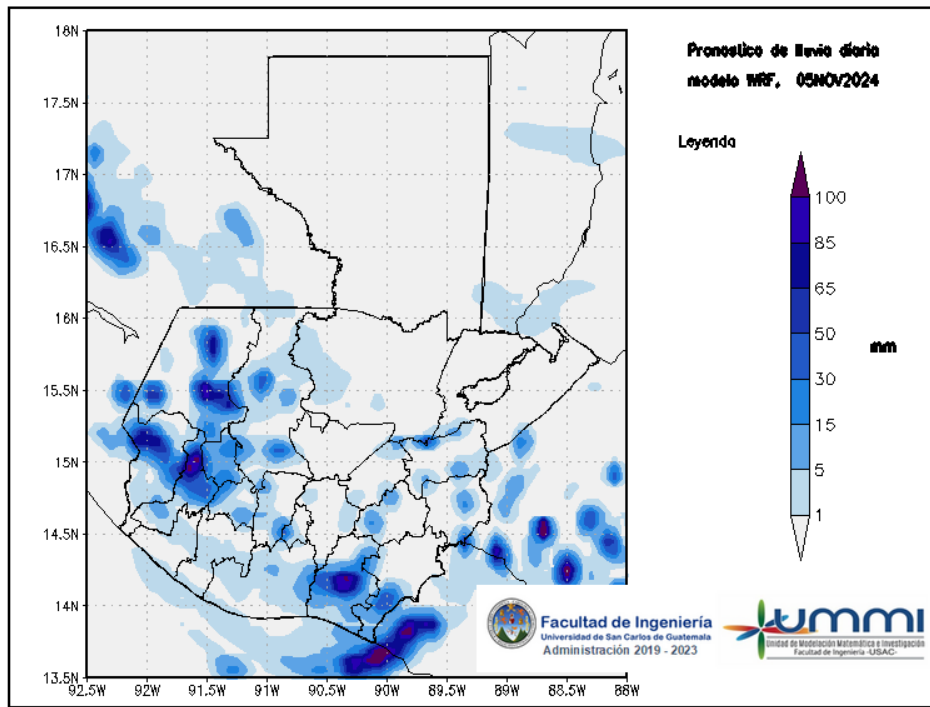 Pronostico de lluvia diaria
modelo WRF, 05NOV2024
Leyenda
100
85
65
50
30
15
5
1
mm
18N
17.5N
17N
16.5N
16N
15.5N
15N
14.5N
14N
13.5N
92.5W
92W
91.5W
91W
90.5W
90W
89.5W
89W
88.5W
88W
Facultad de Ingeniería
Universidad de San Carlos de Guatemala
Administración 2019 - 2023
ummi
Unidad de Modelación Matemática e Investigación
Facultad de Ingeniería -USAC-